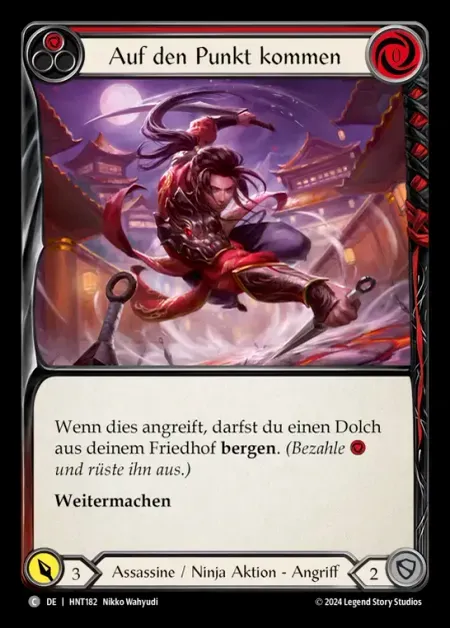 Auf den Punkt kommen
0
Wenn dies angreift, darfst du einen Dolch
aus deinem Friedhof bergen. (Bezahle
und rüste ihn aus.)
Weitermachen
3
Assassine / Ninja Aktion - Angriff
2
C DE | HNT182 Nikko Wahyudi
© 2024 Legend Story Studios